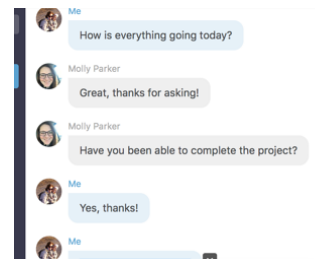 Me
How is everything going today?
Molly Parker
Great, thanks for asking!
Molly Parker
Have you been able to complete the project?
Me
Yes, thanks!
Me